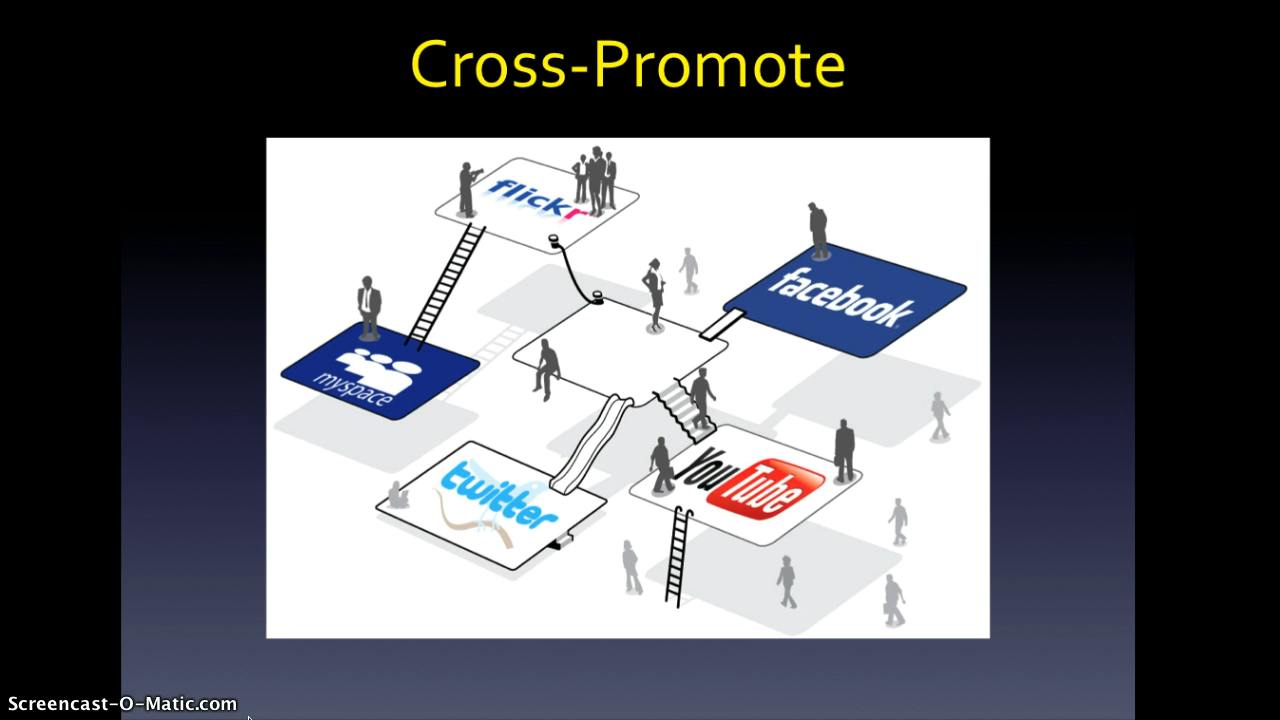 Cross-Promote
flickr
facebook
myspace
twitter
YouTube
Screencast-O-Matic.com